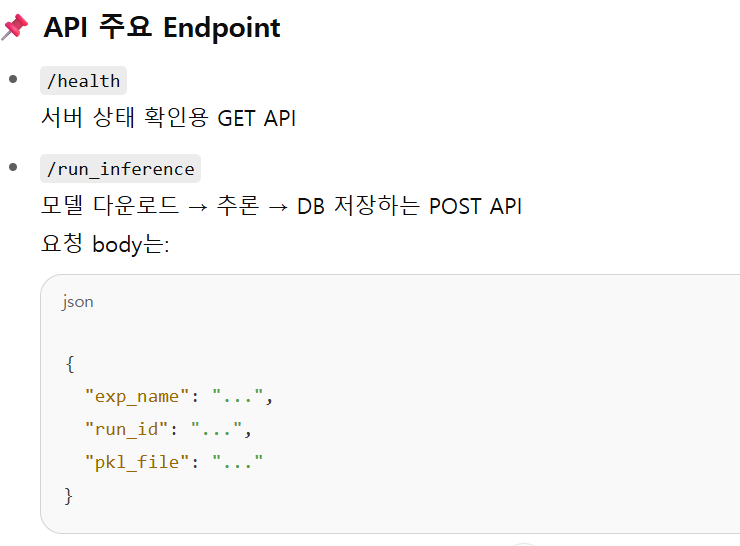 📌 API 주요 Endpoint
/health
서버 상태 확인용 GET API
/run_inference
모델 다운로드 → 추론 → DB 저장하는 POST API
요청 body는:
json
{
"exp_name": "...",
"run_id": "...",
"pkl_file": "..."
}